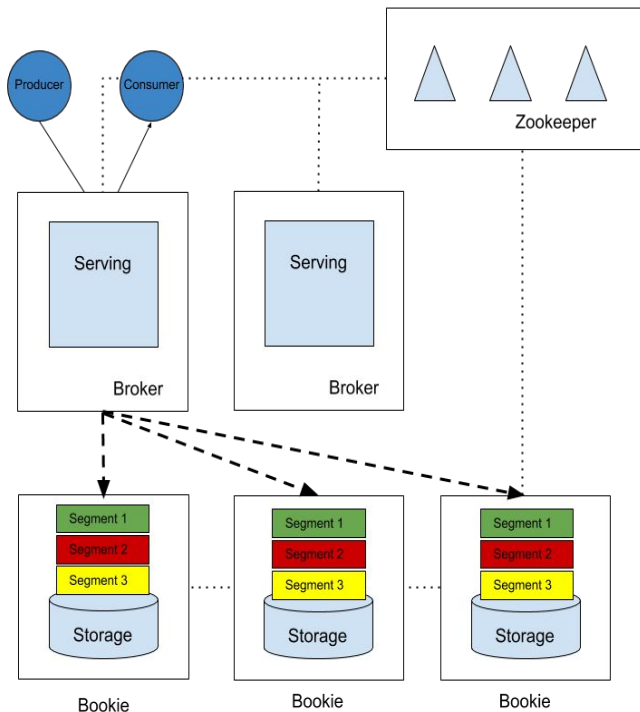 Producer
Consumer
Zookeeper
Serving
Serving
Broker
Broker
Segment 1
Segment 2
Segment 3
Storage
Segment 1
Segment 2
Segment 3
Storage
Segment 1
Segment 2
Segment 3
Storage
Bookie
Bookie
Bookie